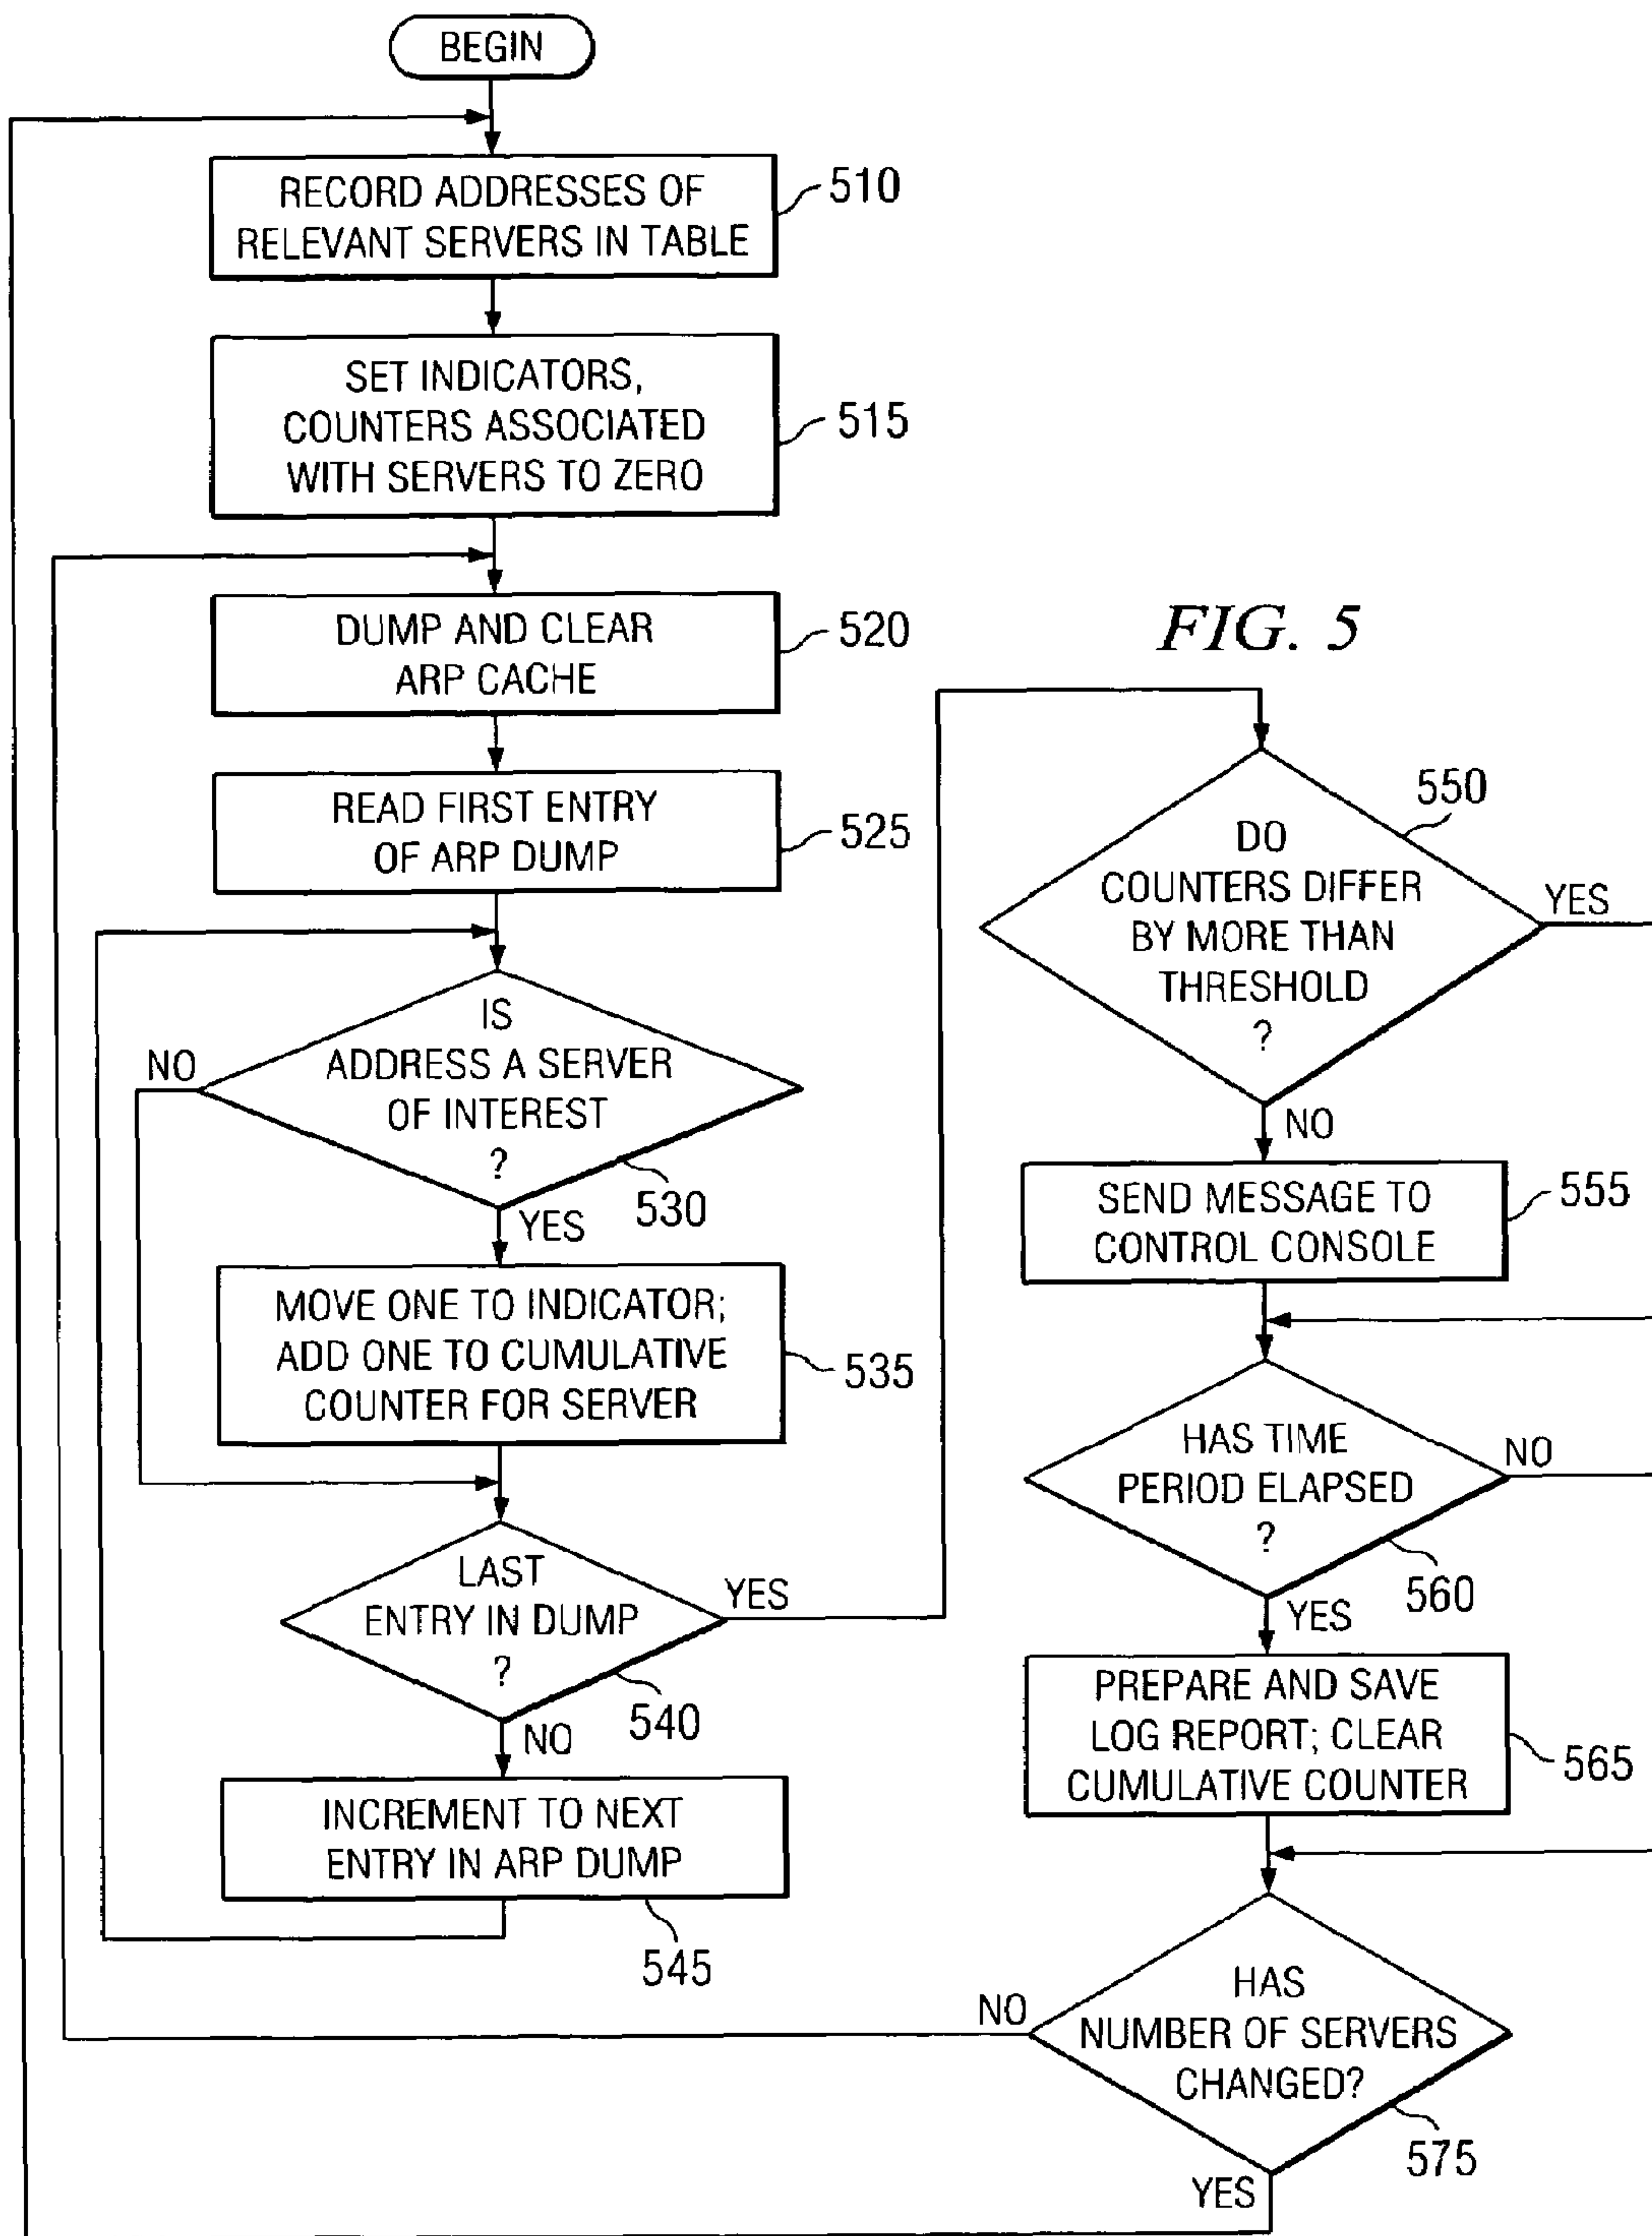 BEGIN
RECORD ADDRESSES OF
RELEVANT SERVERS IN TABLE
510
SET INDICATORS,
COUNTERS ASSOCIATED
WITH SERVERS TO ZERO
515
DUMP AND CLEAR
ARP CACHE
520
READ FIRST ENTRY
OF ARP DUMP
525
IS
ADDRESS A SERVER
OF INTEREST
?
NO
530
YES
MOVE ONE TO INDICATOR;
ADD ONE TO CUMULATIVE
COUNTER FOR SERVER
535
LAST
ENTRY IN DUMP
?
YES
540
NO
INCREMENT TO NEXT
ENTRY IN ARP DUMP
545
FIG. 5
550
DO
COUNTERS DIFFER
BY MORE THAN
THRESHOLD
?
YES
NO
SEND MESSAGE TO
CONTROL CONSOLE
555
HAS TIME
PERIOD ELAPSED
?
NO
560
YES
PREPARE AND SAVE
LOG REPORT; CLEAR
CUMULATIVE COUNTER
565
HAS
NUMBER OF SERVERS
CHANGED?
NO
575
YES